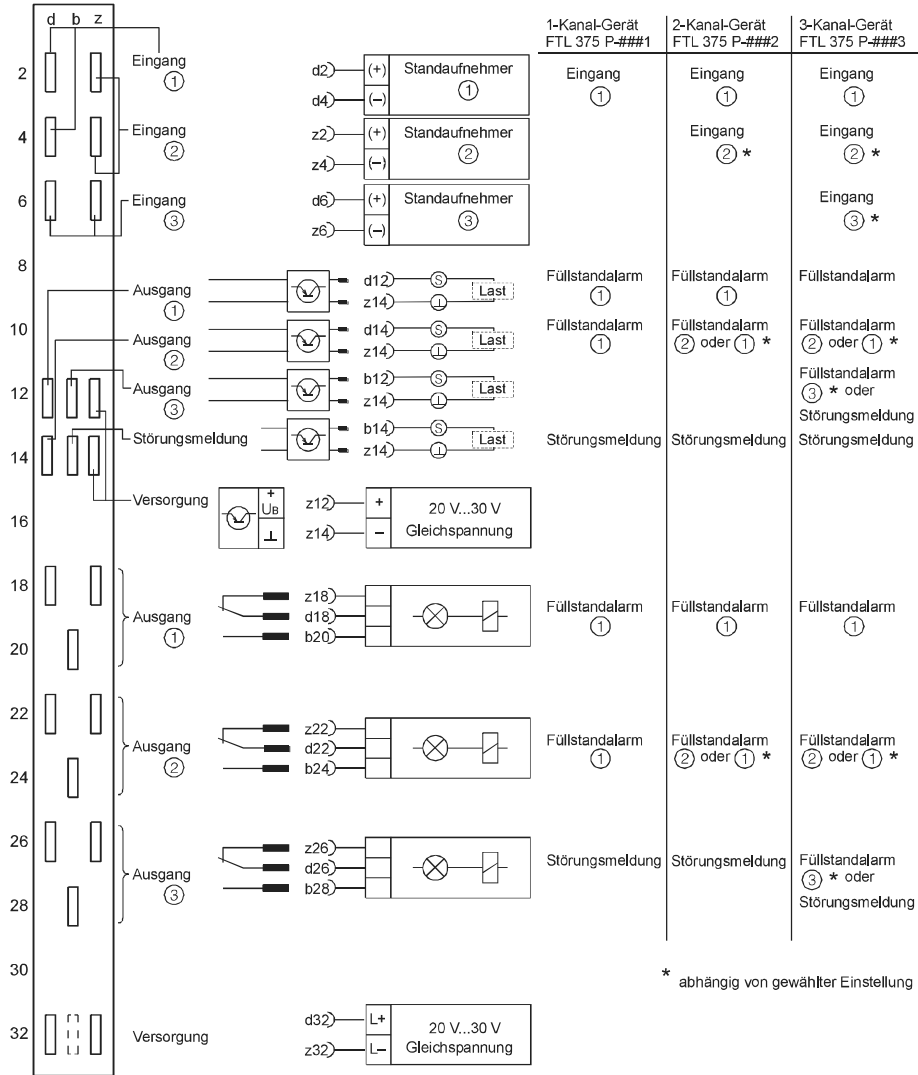 d b z
1-Kanal-Gerät 2-Kanal-Gerät 3-Kanal-Gerät
FTL 375 P-###1 FTL 375 P-###2 FTL 375 P-###3
2 Eingang ① d2 (+) Standaufnehmer ① d4 (–) Eingang ① Eingang ① Eingang ①
4 Eingang ② z2 (+) Standaufnehmer ② z4 (–) Eingang ② * Eingang ② *
6 Eingang ③ d6 (+) Standaufnehmer ③ z6 (–) Eingang ③ *
8
Ausgang ① d12 S Last z14 ⊥ Füllstandalarm ① Füllstandalarm ① Füllstandalarm
10
Ausgang ② d14 S Last z14 ⊥ Füllstandalarm ① Füllstandalarm ② oder ① * Füllstandalarm ② oder ① *
12
Ausgang ③ b12 S Last z14 ⊥ Füllstandalarm ③ * oder Störungsmeldung
14
Störungsmeldung b14 S Last z14 ⊥ Störungsmeldung Störungsmeldung Störungsmeldung
Versorgung + UB ⊥ z12 + 20 V...30 V
16 z14 – Gleichspannung
18
Ausgang ① z18 d18 b20 Füllstandalarm ① Füllstandalarm ① Füllstandalarm ①
20
22
Ausgang ② z22 d22 b24 Füllstandalarm ① Füllstandalarm ② oder ① * Füllstandalarm ② oder ① *
24
26
Ausgang ③ z26 d26 b28 Störungsmeldung Störungsmeldung Füllstandalarm ③ * oder Störungsmeldung
28
30
* abhängig von gewählter Einstellung
32 Versorgung d32 L+ 20 V...30 V
z32 L– Gleichspannung